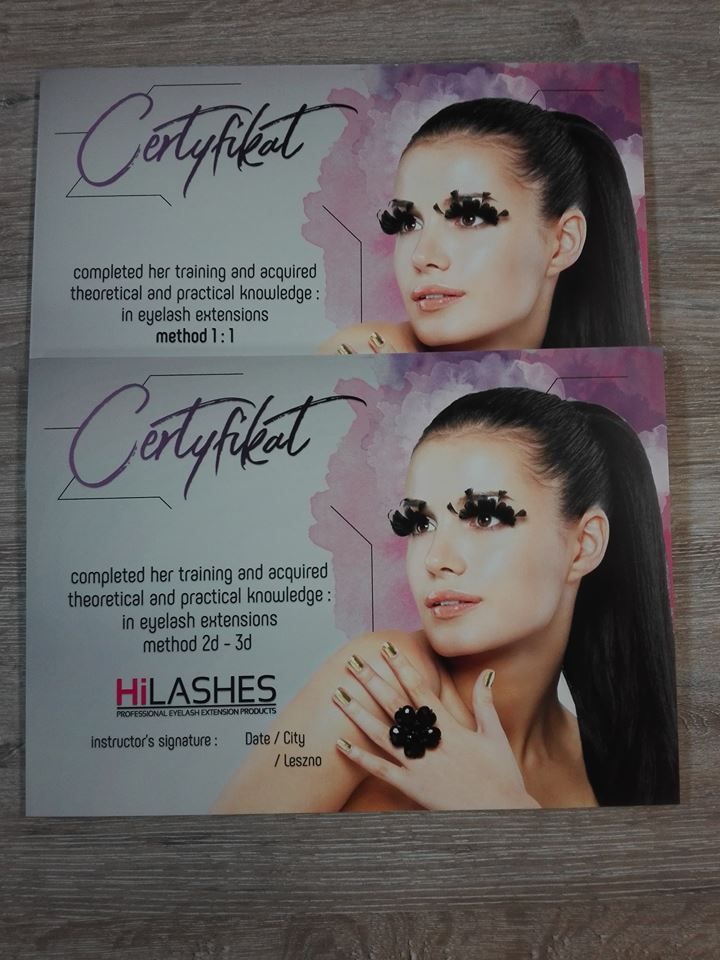 Certyfikat
completed her training and acquired
theoretical and practical knowledge :
in eyelash extensions
method 1 : 1
Certyfikat
completed her training and acquired
theoretical and practical knowledge :
in eyelash extensions
method 2d - 3d
HiLASHES
PROFESSIONAL EYELASH EXTENSION PRODUCTS
instructor's signature : Date / City
/ Leszno